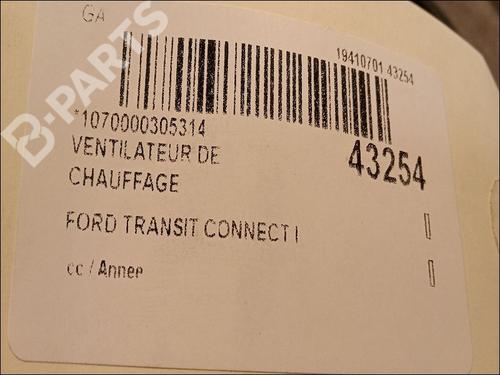 GA
B-PARTS
19410701 43254
*1070000305314
43254
VENTILATEUR DE
CHAUFFAGE
FORD TRANSIT CONNECT I
cc / Annee